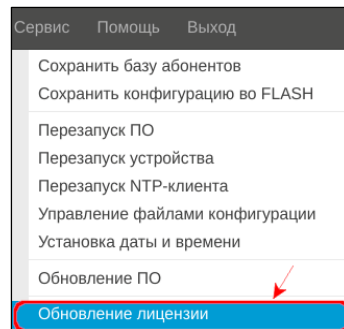 Сервис Помощь Выход
Сохранить базу абонентов
Сохранить конфигурацию во FLASH
Перезапуск ПО
Перезапуск устройства
Перезапуск NTP-клиента
Управление файлами конфигурации
Установка даты и времени
Обновление ПО
Обновление лицензии